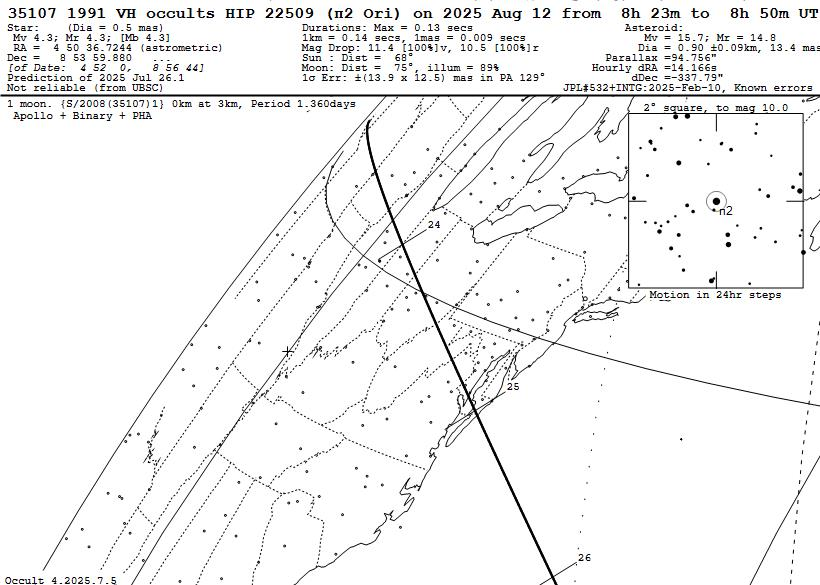 35107 1991 VH occults HIP 22509 (π2 Ori) on 2025 Aug 12 from  8h 23m to  8h 50m UT
Star:     (Dia = 0.5 mas)
Mv 4.3; Mr 4.3; [Mb 4.3]
RA =  4 50 36.7244 (astrometric)
Dec =   8 53 59.880   ...
[of Date:  4 52  0,   8 56 44]
Prediction of 2025 Jul 26.1
Not reliable (from UBSC)
Durations: Max = 0.13 secs
1km = 0.14 secs, 1mas = 0.009 secs
Mag Drop: 11.4 [100%]v, 10.5 [100%]r
Sun : Dist =  68°
Moon: Dist =  75°, illum = 89%
1σ Err: ±(13.9 x 12.5) mas in PA 129°
Asteroid:
Mv = 15.7; Mr = 14.8
Dia = 0.90 ±0.09km, 13.4 mas
Parallax =94.756"
Hourly dRA =-14.166s
dDec =-337.79"
JPL#532+INTG:2025-Feb-10, Known errors
1 moon. {S/2008(35107)1} 0km at 3km, Period 1.360days
Apollo + Binary + PHA
2° square, to mag 10.0
π2
Motion in 24hr steps
24
25
26
Occult 4.2025.7.5